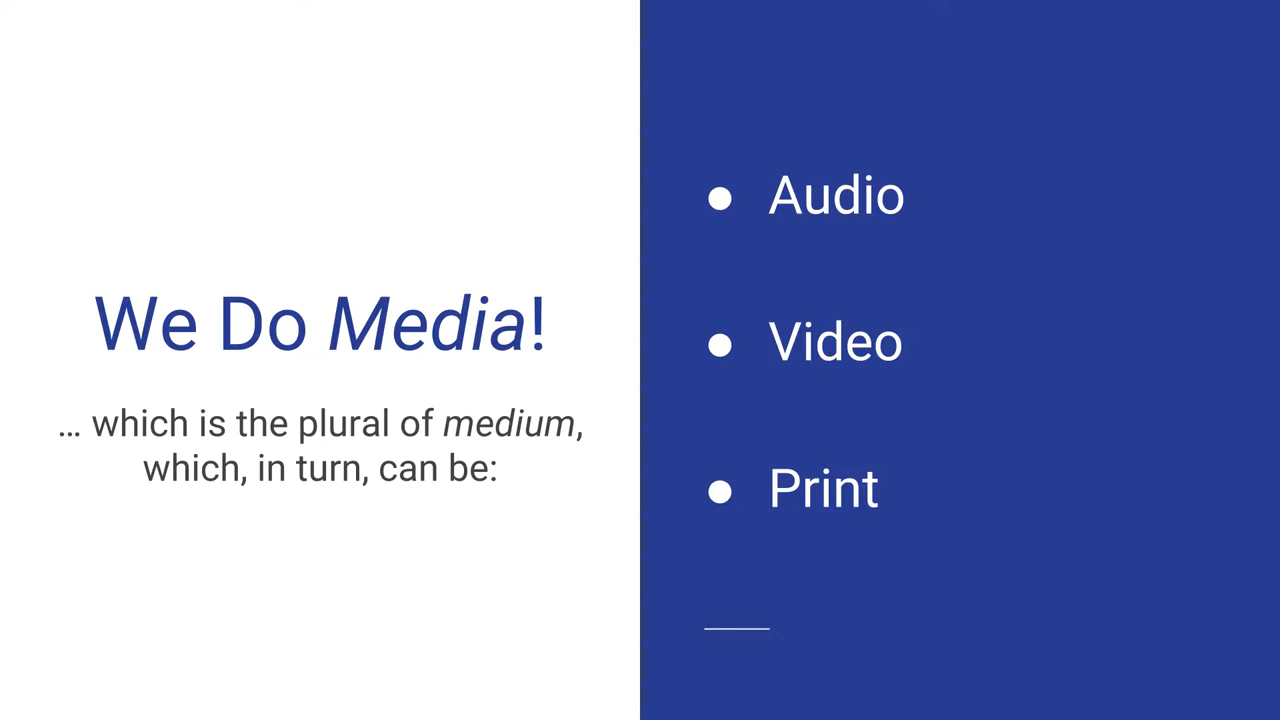 We Do Media!
… which is the plural of medium,
which, in turn, can be:
● Audio
● Video
● Print